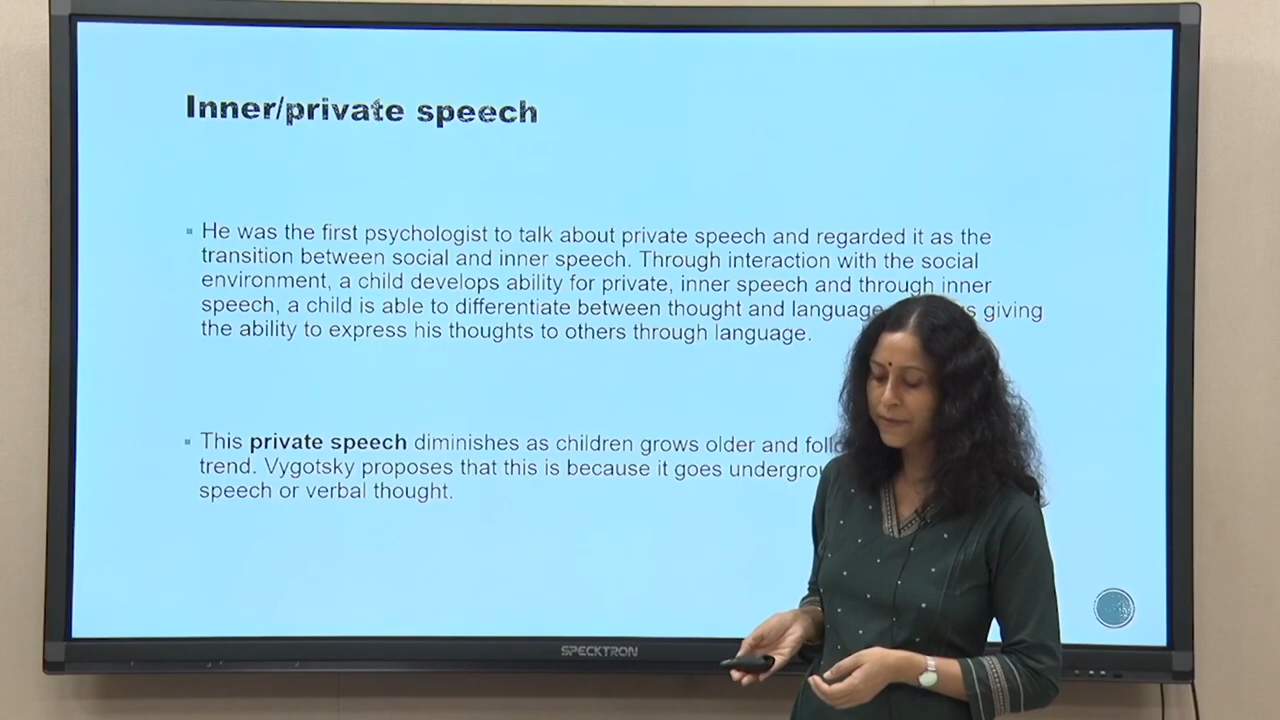 Inner/private speech
He was the first psychologist to talk about private speech and regarded it as the
transition between social and inner speech. Through interaction with the social
environment, a child develops ability for private, inner speech and through inner
speech, a child is able to differentiate between thought and language giving
the ability to express his thoughts to others through language.
This private speech diminishes as children grows older and
trend. Vygotsky proposes that this is because it goes
speech or verbal thought.
SPECKTRON